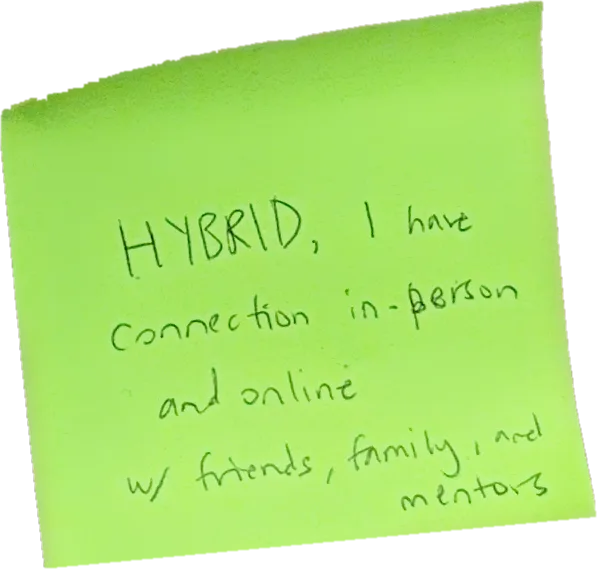 HYBRID, I have
connection in-person
and online
w/ friends, family, and
mentors